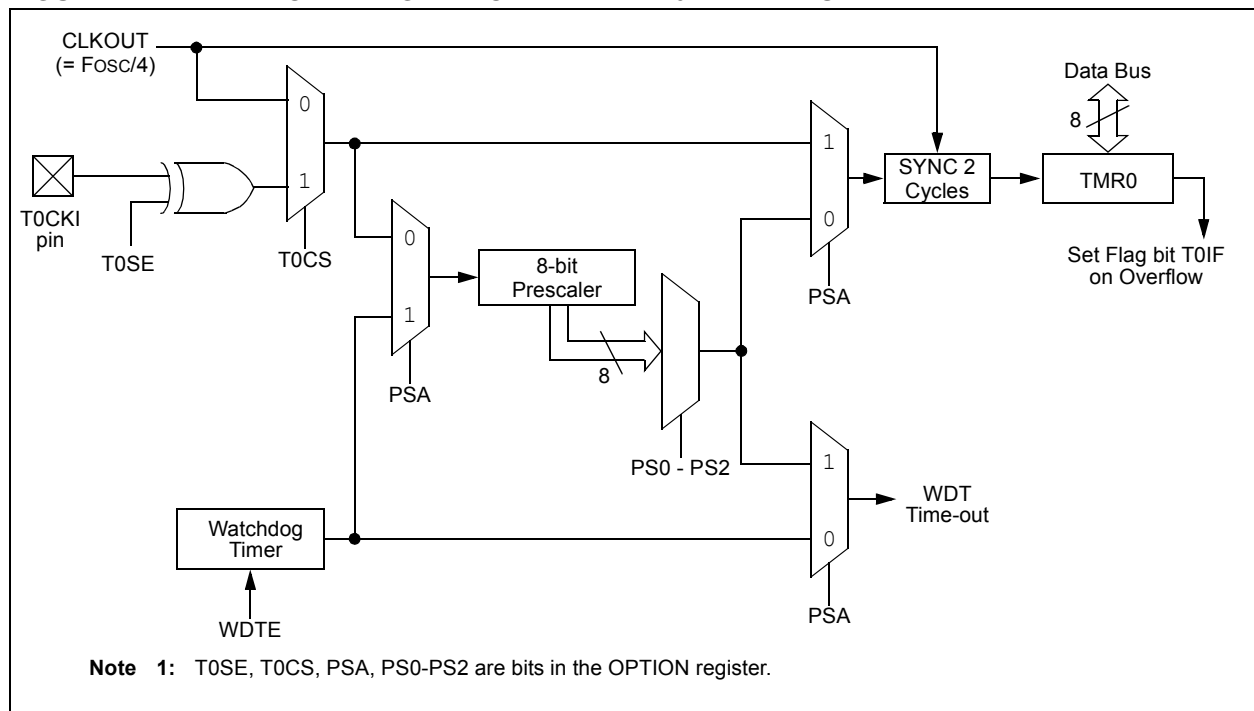 CLKOUT
(= FOSC/4)
0
1
T0CKI
pin
T0SE
T0CS
0
1
PSA
8-bit
Prescaler
8
PS0 - PS2
1
0
PSA
SYNC 2
Cycles
Data Bus
8
TMR0
Set Flag bit T0IF
on Overflow
Watchdog
Timer
WDTE
1
0
PSA
WDT
Time-out
Note 1: T0SE, T0CS, PSA, PS0-PS2 are bits in the OPTION register.